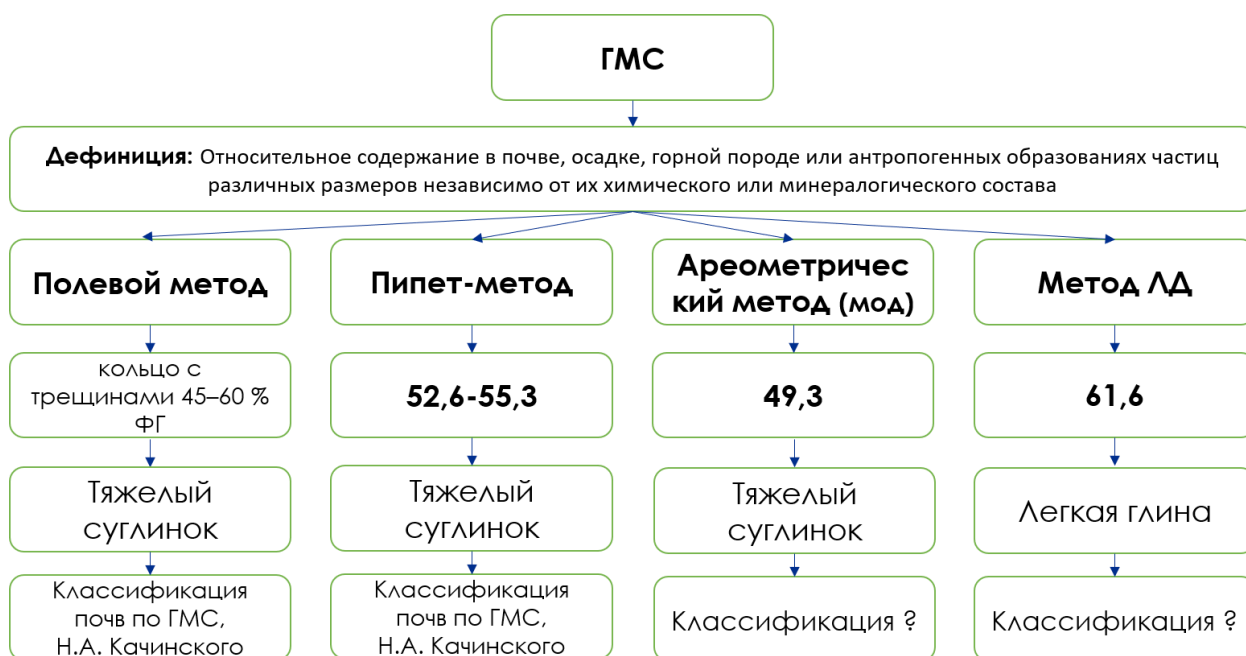 ГМС
Дефиниция: Относительное содержание в почве, осадке, горной породе или антропогенных образованиях частиц
различных размеров независимо от их химического или минералогического состава
Полевой метод
Пипет-метод
Ареометричес
кий метод (мод)
Метод ЛД
кольцо с
трещинами 45–60 %
ФГ
52,6-55,3
49,3
61,6
Тяжелый
суглинок
Тяжелый
суглинок
Тяжелый
суглинок
Легкая глина
Классификация
почв по ГМС,
Н.А. Качинского
Классификация
почв по ГМС,
Н.А. Качинского
Классификация ?
Классификация ?